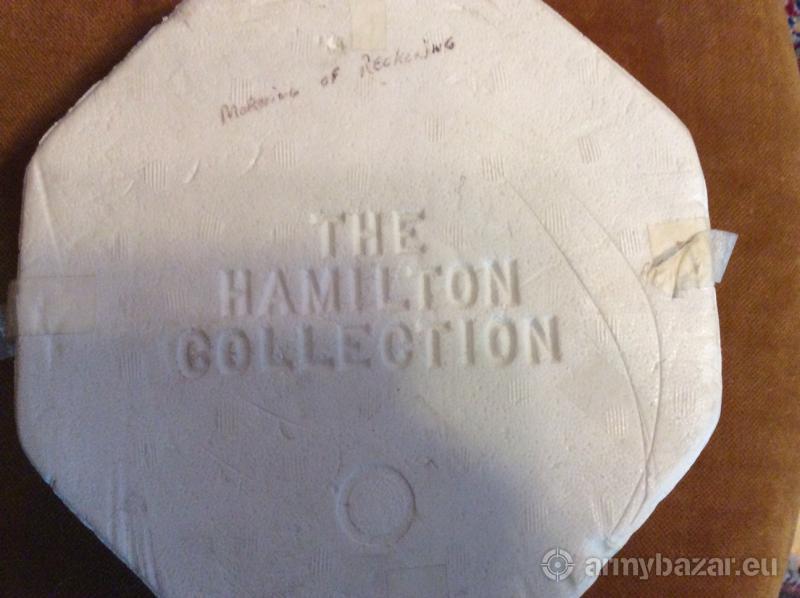 MORNING OF RECKONING
THE
HAMILTON
COLLECTION
armybazar.eu